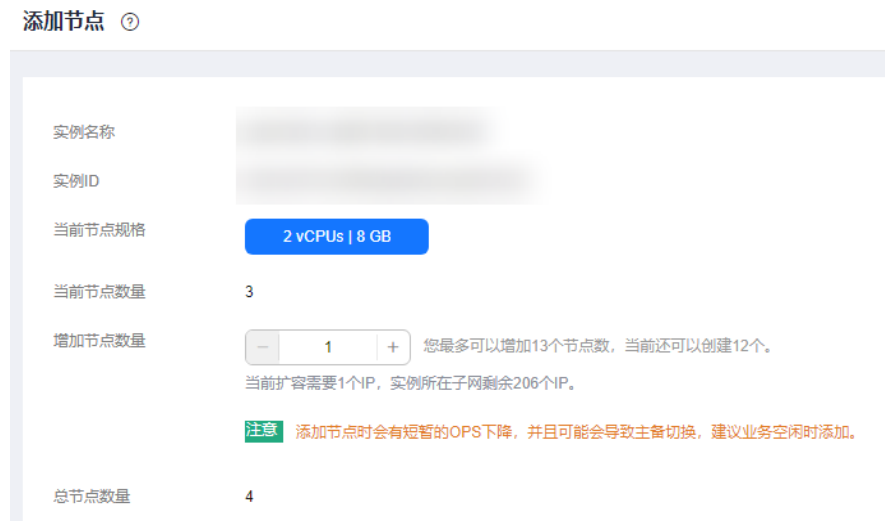 添加节点 ?
实例名称
实例ID
当前节点规格 2 vCPUs | 8 GB
当前节点数量 3
增加节点数量 − 1 + 您最多可以增加13个节点数，当前还可以创建12个。
当前扩容需要1个IP，实例所在子网剩余206个IP。
注意 添加节点时会有短暂的OPS下降，并且可能会导致主备切换，建议业务空闲时添加。
总节点数量 4